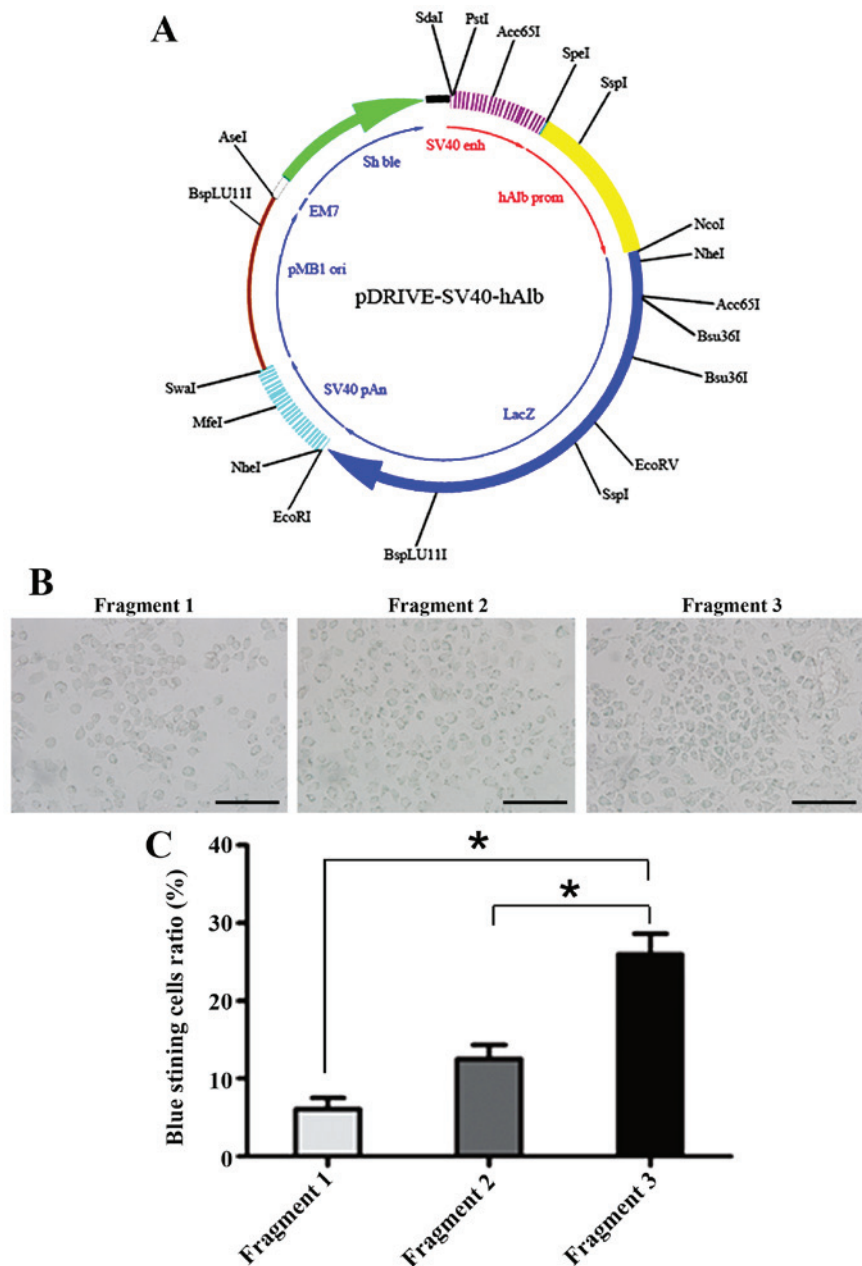 A
SdaI
PstI
Acc65I
SpeI
SspI
AseI
BspLU11I
Sh ble
SV40 enh
hAlb prom
EM7
pMB1 ori
pDRIVE-SV40-hAlb
NcoI
NheI
Acc65I
Bsu36I
Bsu36I
SwaI
MfeI
NheI
EcoRI
SV40 pAn
LacZ
EcoRV
SspI
BspLU11I
B
Fragment 1
Fragment 2
Fragment 3
C
Blue stining cells ratio (%)
40
30
20
10
0
*
*
Fragment 1
Fragment 2
Fragment 3